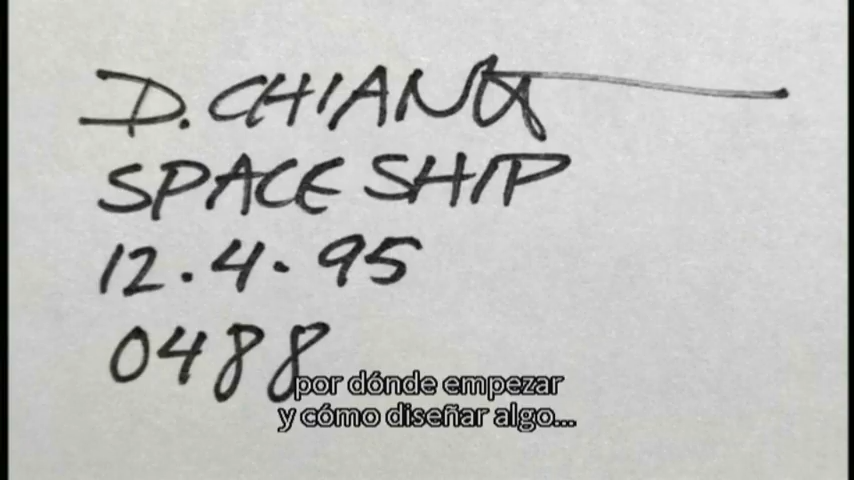 D. CHIANG
SPACE SHIP
12.4.95
0488
por dónde empezar
y cómo diseñar algo...